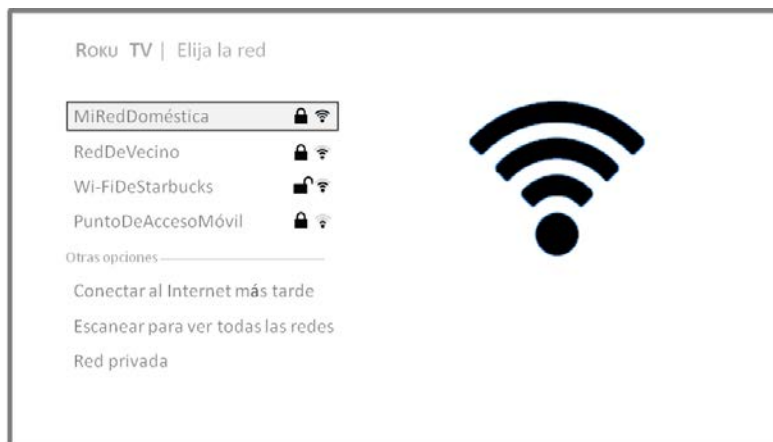 ROKU TV | Elija la red
MiRedDoméstica
RedDeVecino
Wi-FiDeStarbucks
PuntoDeAccesoMóvil
Otras opciones
Conectar al Internet más tarde
Escanear para ver todas las redes
Red privada